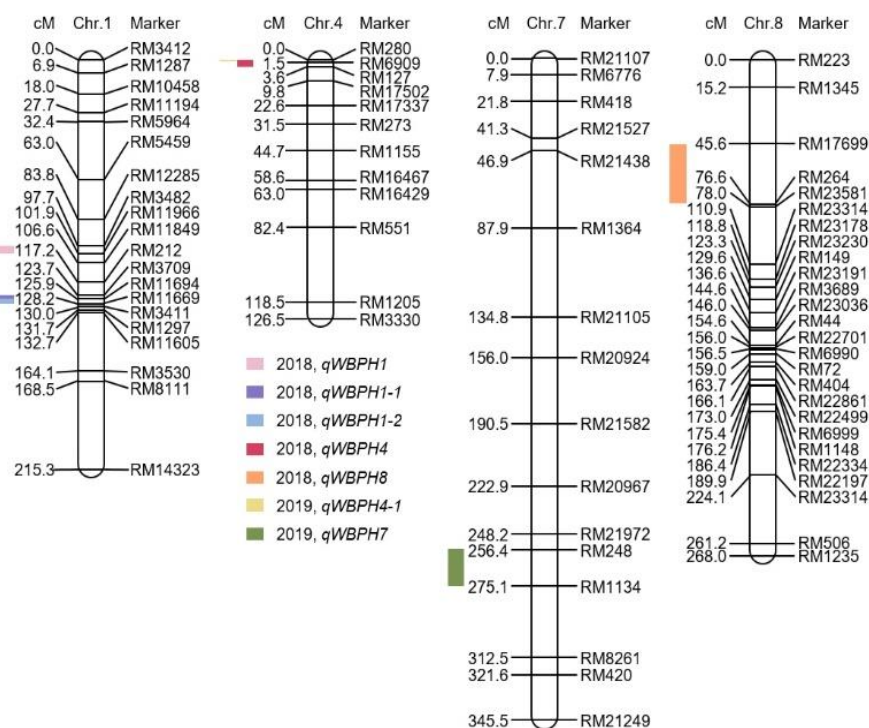 cM Chr.1 Marker
0.0 RM3412
6.9 RM1287
18.0 RM10458
27.7 RM11194
32.4 RM5964
63.0 RM5459
83.8 RM12285
97.7 RM3482
101.9 RM11966
106.6 RM11849
117.2 RM212
123.7 RM3709
125.9 RM11694
128.2 RM11669
130.0 RM3411
131.7 RM1297
132.7 RM11605
164.1 RM3530
168.5 RM8111
215.3 RM14323
cM Chr.4 Marker
0.0 RM280
1.5 RM6909
3.6 RM127
9.8 RM17502
22.6 RM17337
31.5 RM273
44.7 RM1155
58.6 RM16467
63.0 RM16429
82.4 RM551
118.5 RM1205
126.5 RM3330
2018, qWBPH1
2018, qWBPH1-1
2018, qWBPH1-2
2018, qWBPH4
2018, qWBPH8
2019, qWBPH4-1
2019, qWBPH7
cM Chr.7 Marker
0.0 RM21107
7.9 RM6776
21.8 RM418
41.3 RM21527
46.9 RM21438
87.9 RM1364
134.8 RM21105
156.0 RM20924
190.5 RM21582
222.9 RM20967
248.2 RM21972
256.4 RM248
275.1 RM1134
312.5 RM8261
321.6 RM420
345.5 RM21249
cM Chr.8 Marker
0.0 RM223
15.2 RM1345
45.6 RM17699
76.6 RM264
78.0 RM23581
110.9 RM23314
118.8 RM23178
123.3 RM23230
129.6 RM149
136.6 RM23191
144.6 RM3689
146.0 RM23036
154.6 RM44
156.0 RM22701
156.5 RM6990
159.0 RM72
163.7 RM404
166.1 RM22861
173.0 RM22499
175.4 RM6999
176.2 RM1148
186.4 RM22334
189.9 RM22197
224.1 RM23314
261.2 RM506
268.0 RM1235